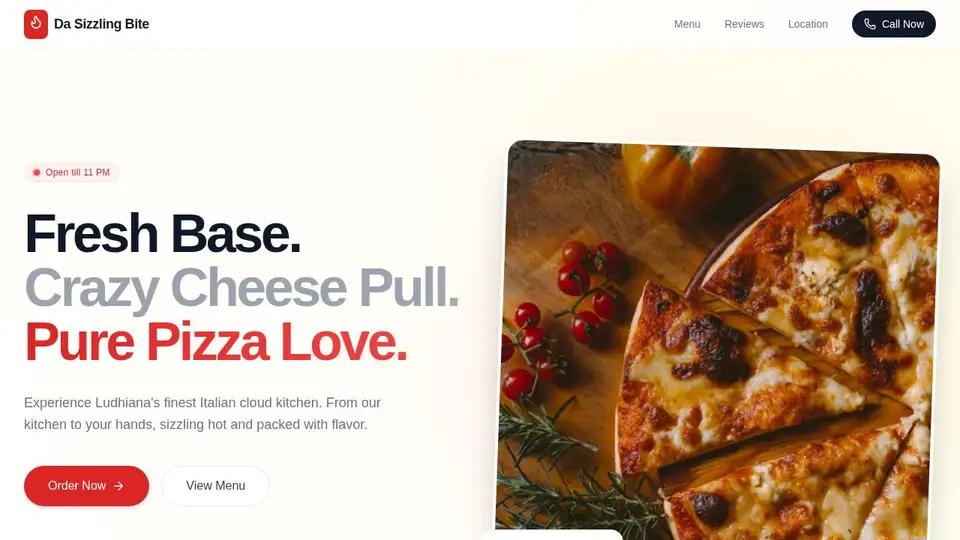 Da Sizzling Bite
Menu
Reviews
Location
Call Now
Open till 11 PM
Fresh Base.
Crazy Cheese Pull.
Pure Pizza Love.
Experience Ludhiana's finest Italian cloud kitchen. From our
kitchen to your hands, sizzling hot and packed with flavor.
Order Now
View Menu